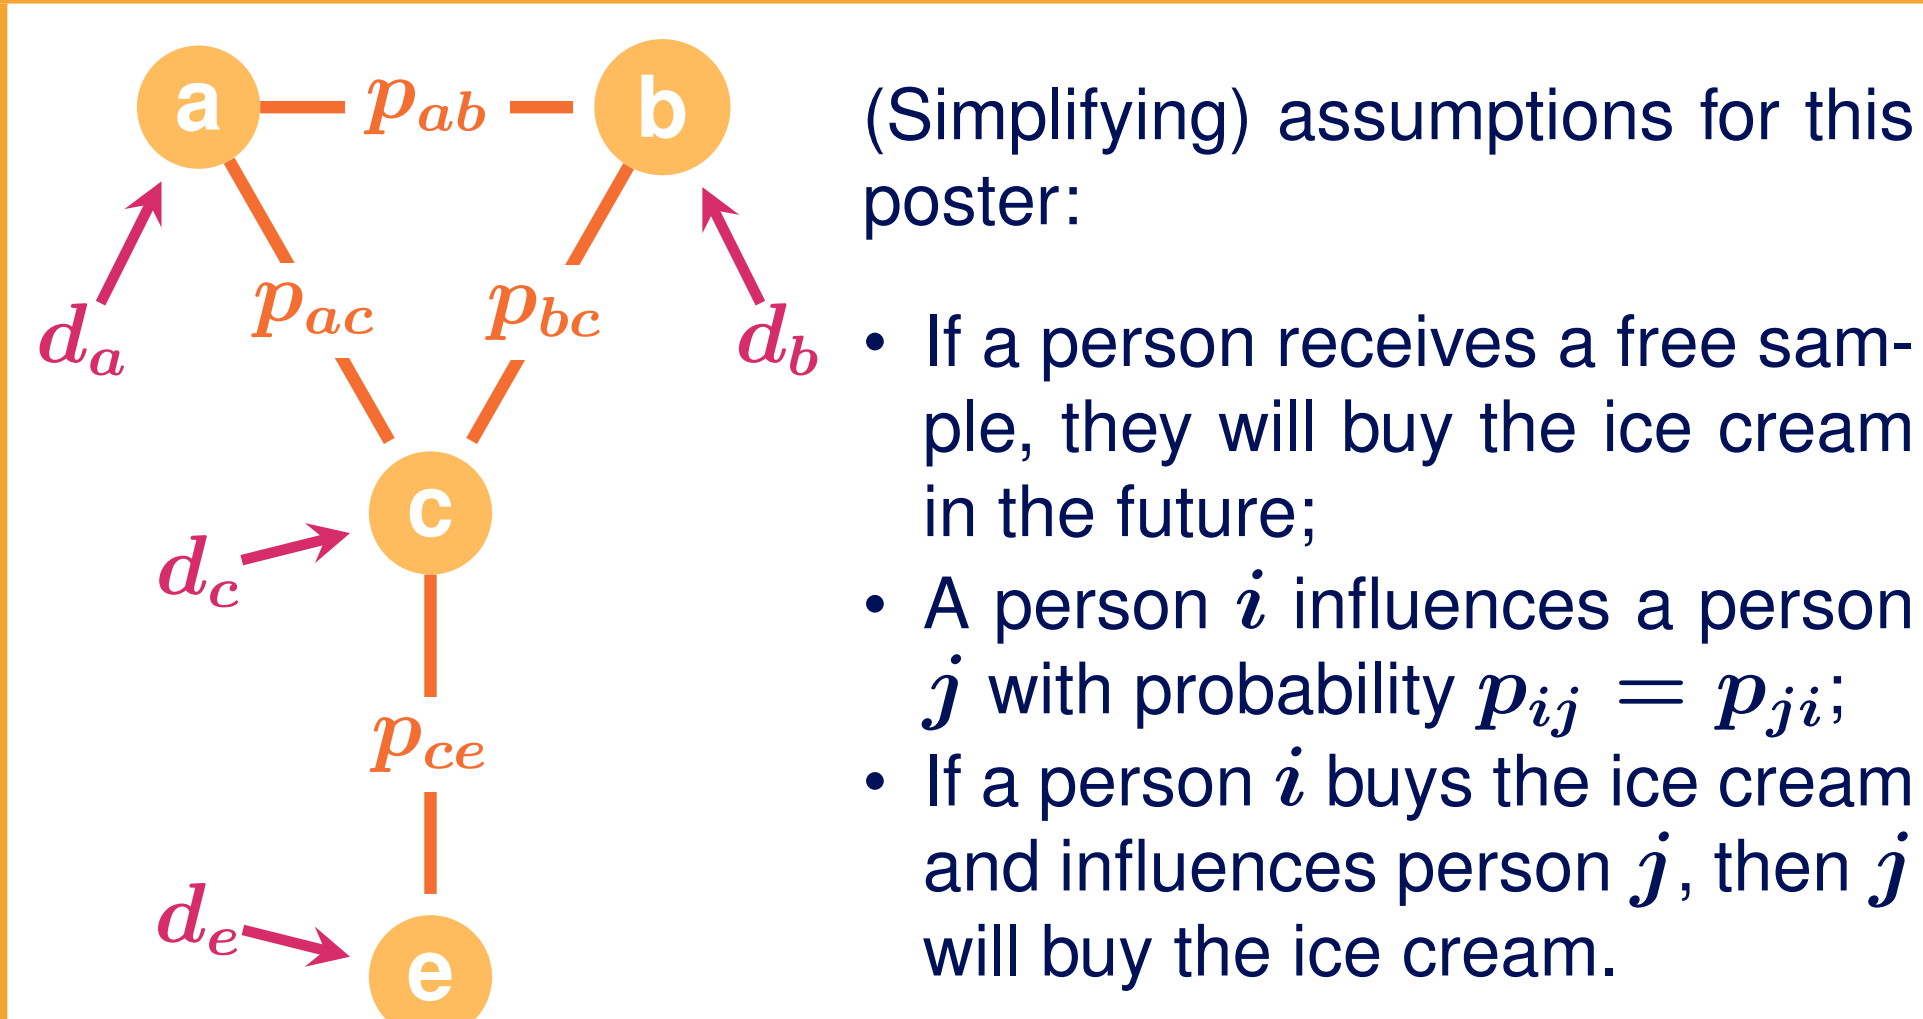 a
p_ab
b
p_ac
p_bc
d_a
d_b
c
d_c
p_ce
d_e
e
(Simplifying) assumptions for this
poster:
• If a person receives a free sam-
ple, they will buy the ice cream
in the future;
• A person i influences a person
j with probability p_ij = p_ji;
• If a person i buys the ice cream
and influences person j, then j
will buy the ice cream.